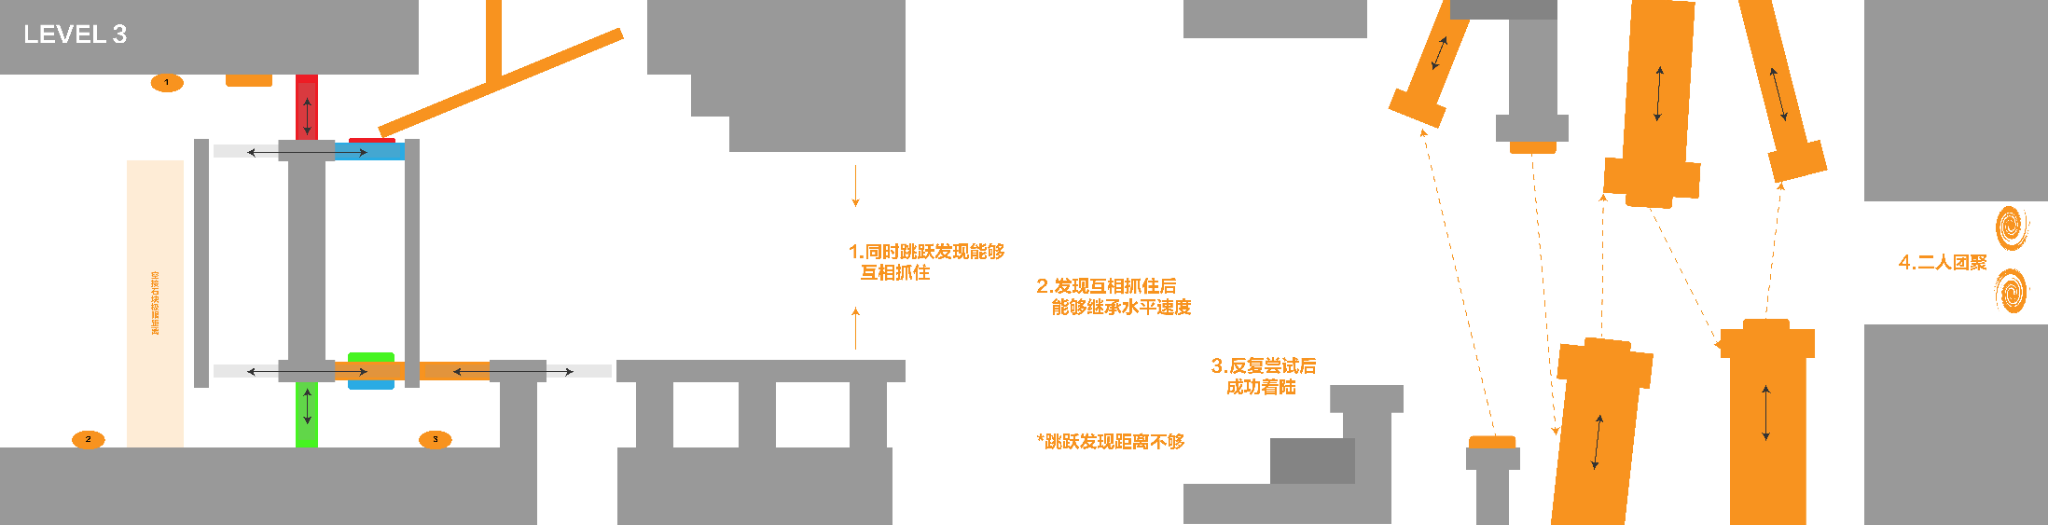 LEVEL 3
1
2
3
1.同时跳跃发现能够
互相抓住
2.发现互相抓住后
能够继承水平速度
3.反复尝试后
成功着陆
*跳跃发现距离不够
4.二人团聚